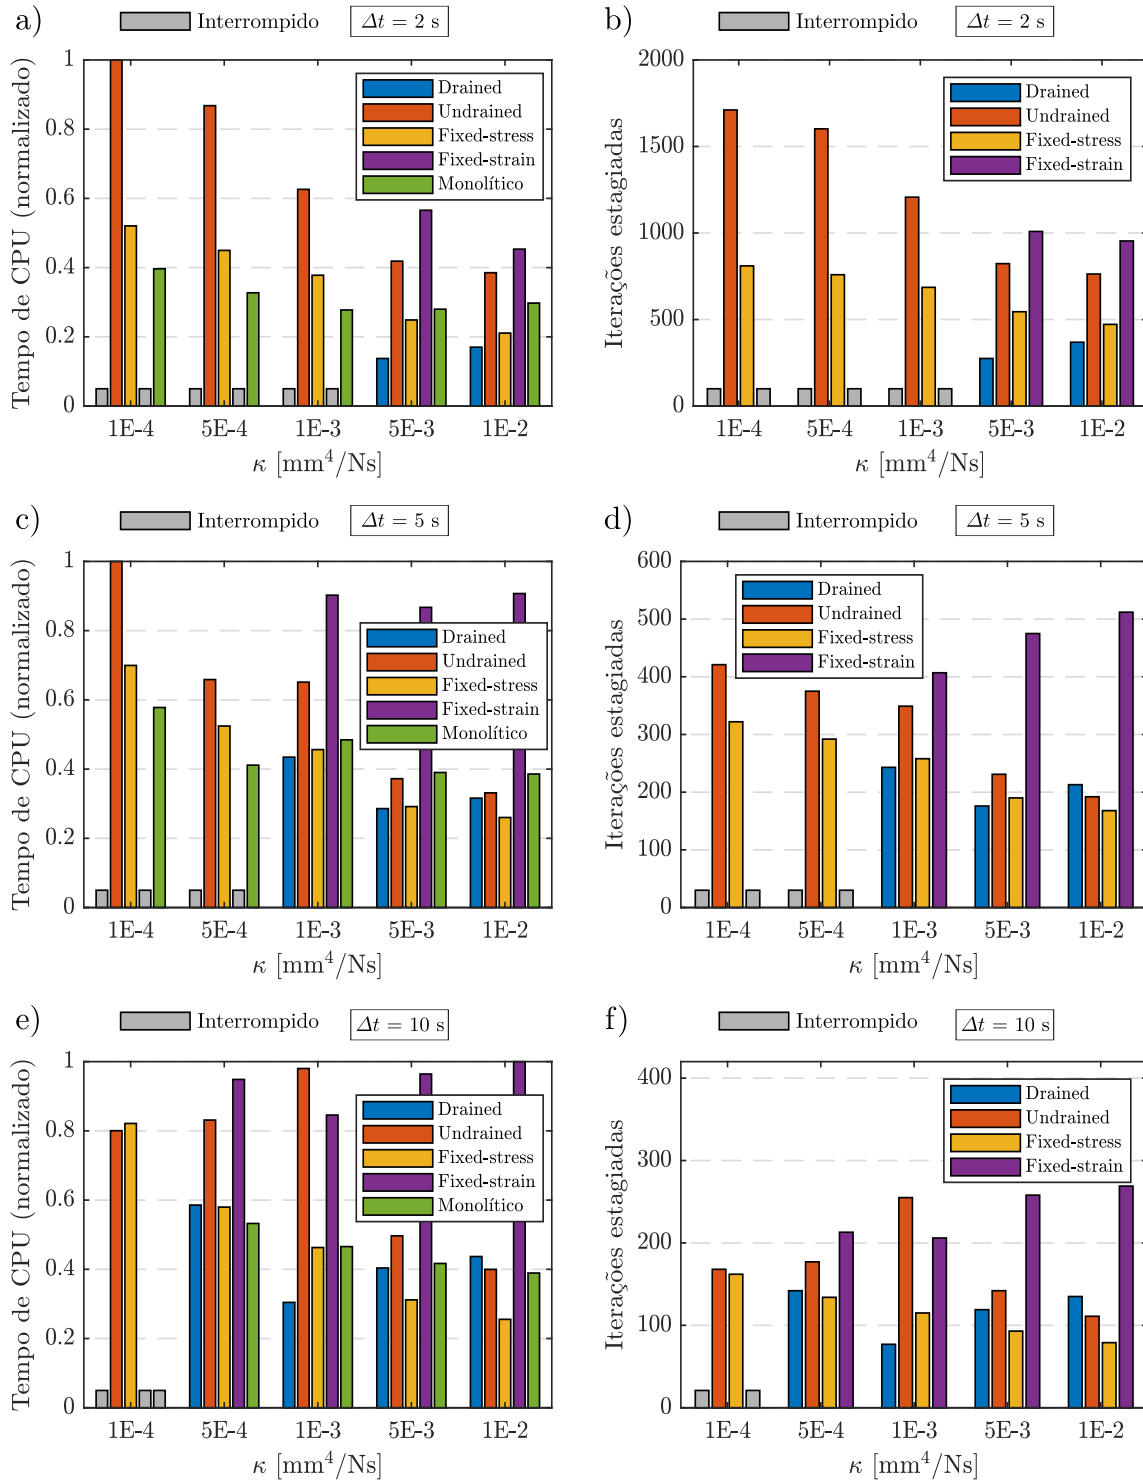 a)
Interrompido
Δt = 2 s
Tempo de CPU (normalizado)
1
0.8
0.6
0.4
0.2
0
Drained
Undrained
Fixed-stress
Fixed-strain
Monolítico
1E-4 5E-4 1E-3 5E-3 1E-2
κ [mm⁴/Ns]
b)
Interrompido
Δt = 2 s
Iterações estagiadas
2000
1500
1000
500
0
Drained
Undrained
Fixed-stress
Fixed-strain
1E-4 5E-4 1E-3 5E-3 1E-2
κ [mm⁴/Ns]
c)
Interrompido
Δt = 5 s
Tempo de CPU (normalizado)
1
0.8
0.6
0.4
0.2
0
Drained
Undrained
Fixed-stress
Fixed-strain
Monolítico
1E-4 5E-4 1E-3 5E-3 1E-2
κ [mm⁴/Ns]
d)
Interrompido
Δt = 5 s
Iterações estagiadas
600
500
400
300
200
100
0
Drained
Undrained
Fixed-stress
Fixed-strain
1E-4 5E-4 1E-3 5E-3 1E-2
κ [mm⁴/Ns]
e)
Interrompido
Δt = 10 s
Tempo de CPU (normalizado)
1
0.8
0.6
0.4
0.2
0
Drained
Undrained
Fixed-stress
Fixed-strain
Monolítico
1E-4 5E-4 1E-3 5E-3 1E-2
κ [mm⁴/Ns]
f)
Interrompido
Δt = 10 s
Iterações estagiadas
400
300
200
100
0
Drained
Undrained
Fixed-stress
Fixed-strain
1E-4 5E-4 1E-3 5E-3 1E-2
κ [mm⁴/Ns]